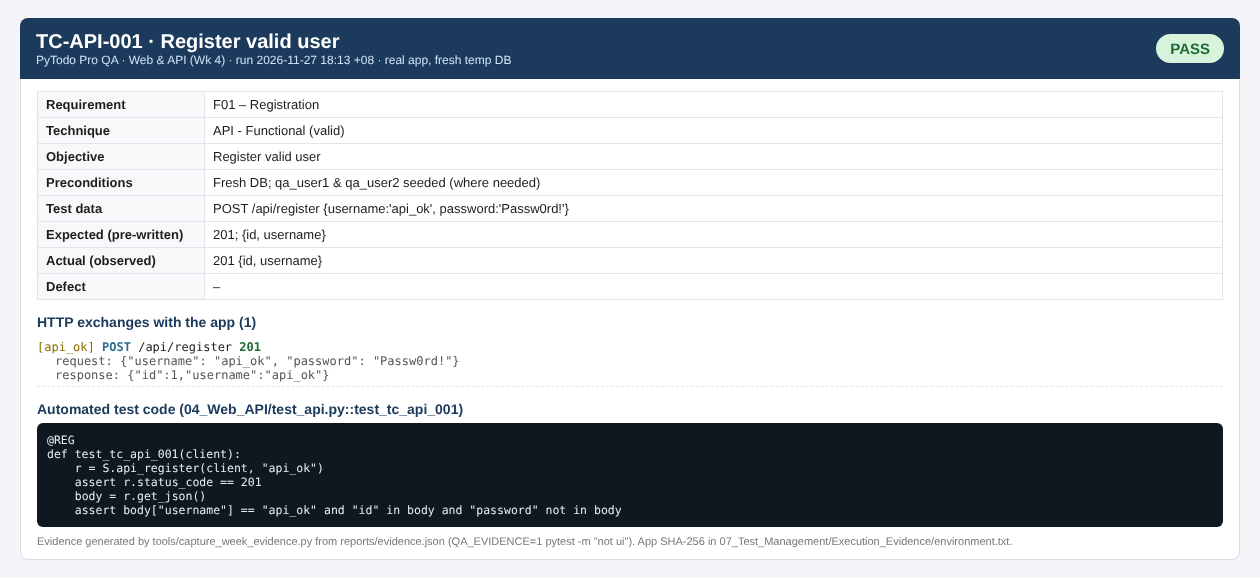 TC-API-001 · Register valid user
PyTodo Pro QA · Web & API (Wk 4) · run 2026-11-27 18:13 +08 · real app, fresh temp DB
PASS
Requirement F01 – Registration
Technique API - Functional (valid)
Objective Register valid user
Preconditions Fresh DB; qa_user1 & qa_user2 seeded (where needed)
Test data POST /api/register {username:'api_ok', password:'Passw0rd!'}
Expected (pre-written) 201; {id, username}
Actual (observed) 201 {id, username}
Defect –
HTTP exchanges with the app (1)
[api_ok] POST /api/register 201
request: {"username": "api_ok", "password": "Passw0rd!"}
response: {"id":1,"username":"api_ok"}
Automated test code (04_Web_API/test_api.py::test_tc_api_001)
@REG
def test_tc_api_001(client):
    r = S.api_register(client, "api_ok")
    assert r.status_code == 201
    body = r.get_json()
    assert body["username"] == "api_ok" and "id" in body and "password" not in body
Evidence generated by tools/capture_week_evidence.py from reports/evidence.json (QA_EVIDENCE=1 pytest -m "not ui"). App SHA-256 in 07_Test_Management/Execution_Evidence/environment.txt.